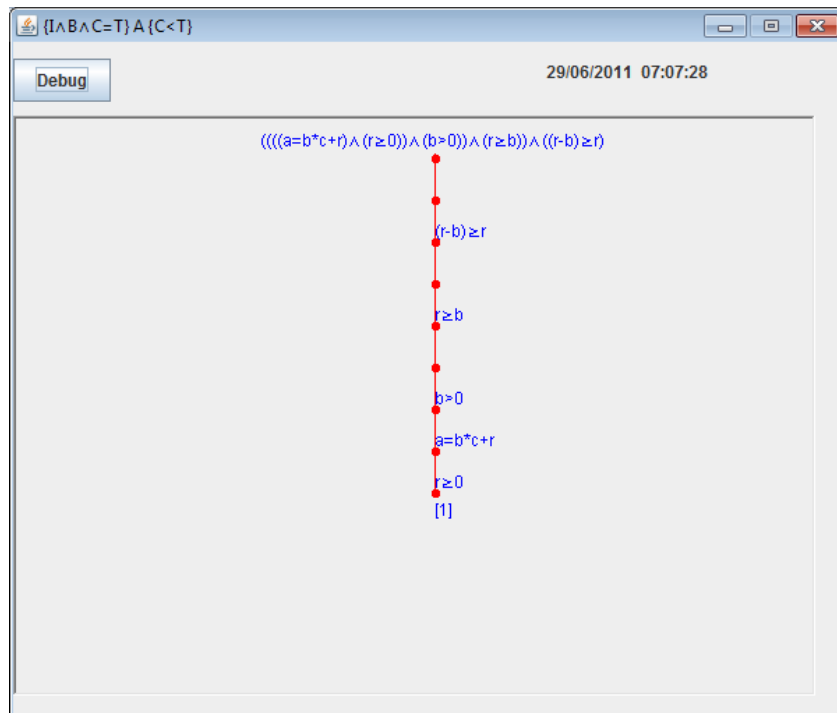 {I∧B∧C=T} A {C<T}
Debug
29/06/2011 07:07:28
((((a=b*c+r)∧(r≥0))∧(b>0))∧(r≥b))∧((r-b)≥r)
(r-b)≥r
r≥b
b>0
a=b*c+r
r≥0
[1]